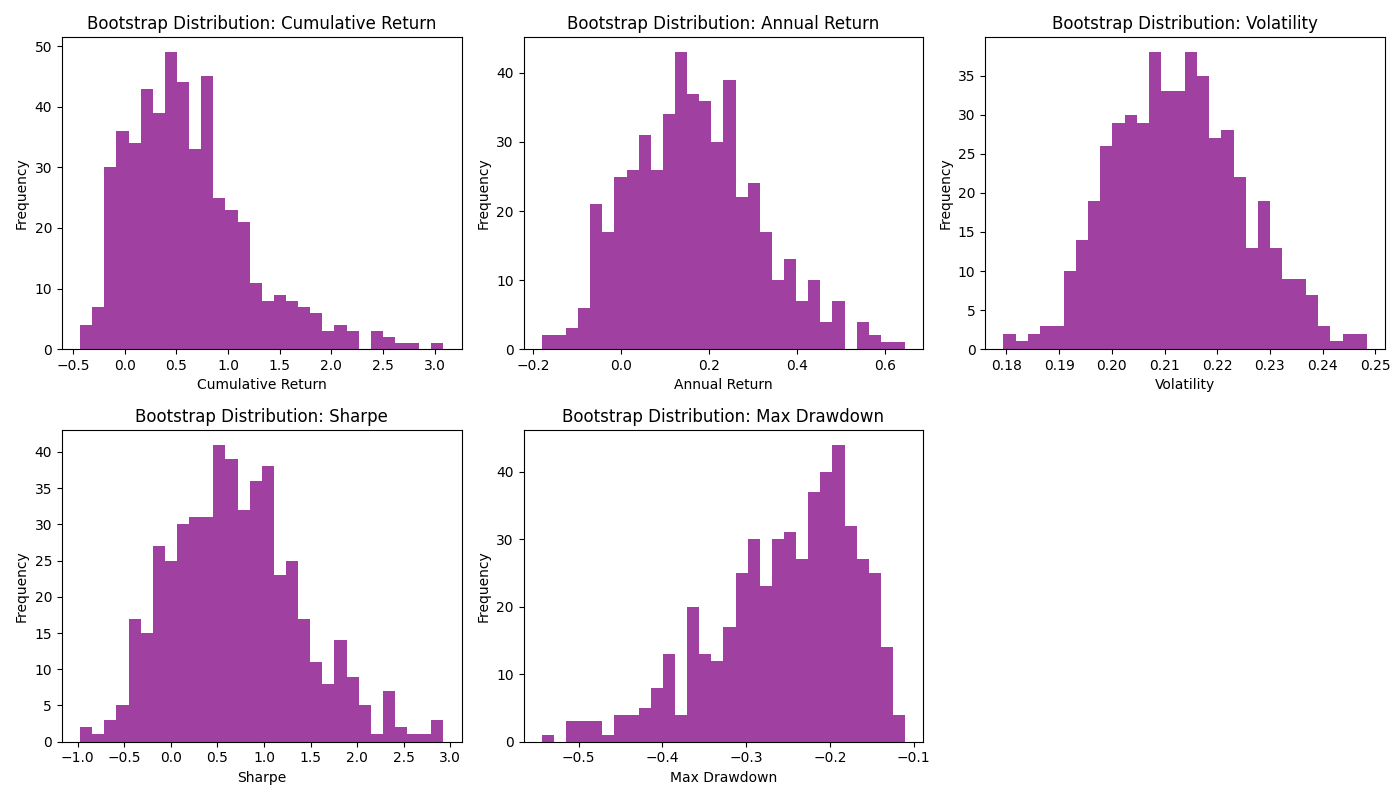 Bootstrap Distribution: Cumulative Return
Frequency
50
40
30
20
10
0
−0.5 0.0 0.5 1.0 1.5 2.0 2.5 3.0
Cumulative Return
Bootstrap Distribution: Annual Return
Frequency
40
30
20
10
0
−0.2 0.0 0.2 0.4 0.6
Annual Return
Bootstrap Distribution: Volatility
Frequency
35
30
25
20
15
10
5
0
0.18 0.19 0.20 0.21 0.22 0.23 0.24 0.25
Volatility
Bootstrap Distribution: Sharpe
Frequency
40
35
30
25
20
15
10
5
0
−1.0 −0.5 0.0 0.5 1.0 1.5 2.0 2.5 3.0
Sharpe
Bootstrap Distribution: Max Drawdown
Frequency
40
30
20
10
0
−0.5 −0.4 −0.3 −0.2 −0.1
Max Drawdown